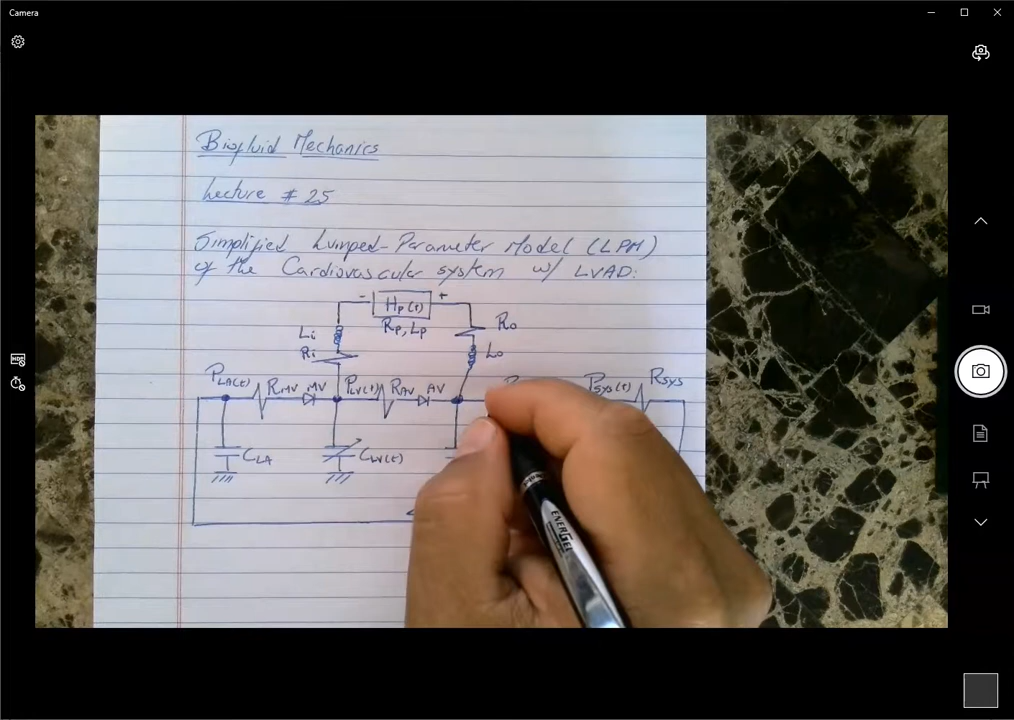 Camera
Biofluid Mechanics
Lecture # 25
Simplified Lumped-Parameter Model (LPM)
of the Cardiovascular system w/ LVAD:
- Hp(t) +
Rp, Lp
Li
Ri
Ro
Lo
PLA(t) RMV MV PLV(t) RAV AV PSYS(t) RSYS
CLA
CLV(t)
ENERGEL